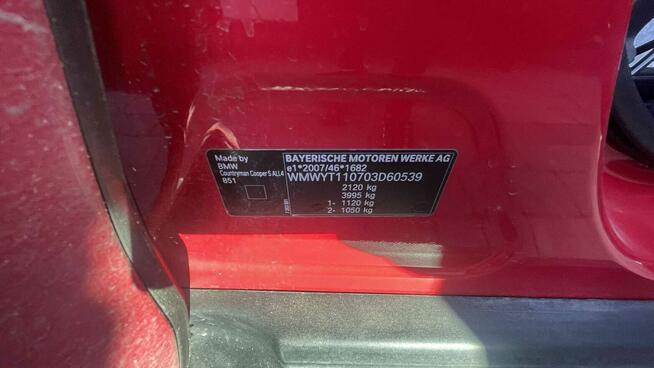 Made by
BMW
Countryman Cooper S ALL4
851
BAYERISCHE MOTOREN WERKE AG
e1*2007/46*1682
WMWYT110703D60539
2120 kg
3995 kg
1- 1120 kg
2- 1050 kg